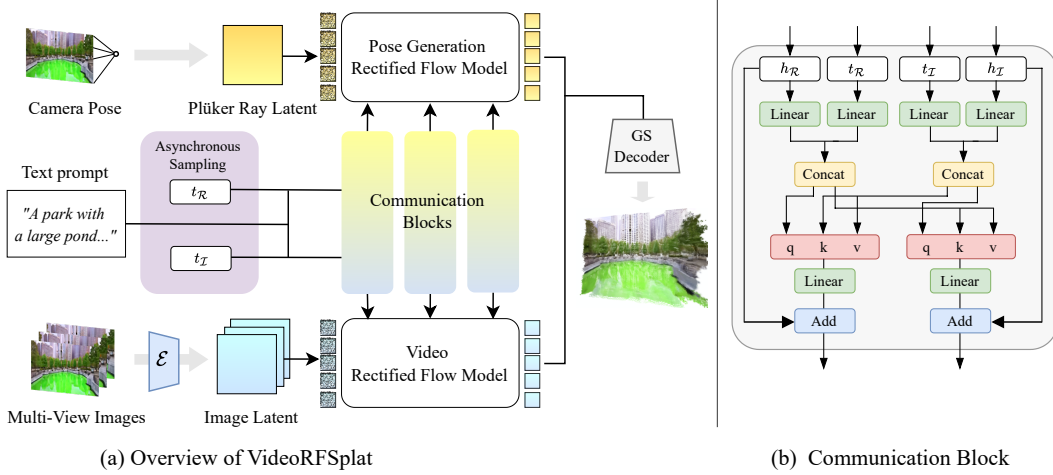 Camera Pose
Plüker Ray Latent
Pose Generation
Rectified Flow Model
Asynchronous
Sampling
Text prompt
"A park with
a large pond..."
t_R
t_I
Communication
Blocks
GS
Decoder
Multi-View Images
ℰ
Image Latent
Video
Rectified Flow Model
(a) Overview of VideoRFSplat
h_R t_R t_I h_I
Linear Linear Linear Linear
Concat Concat
q k v q k v
Linear Linear
Add Add
(b) Communication Block